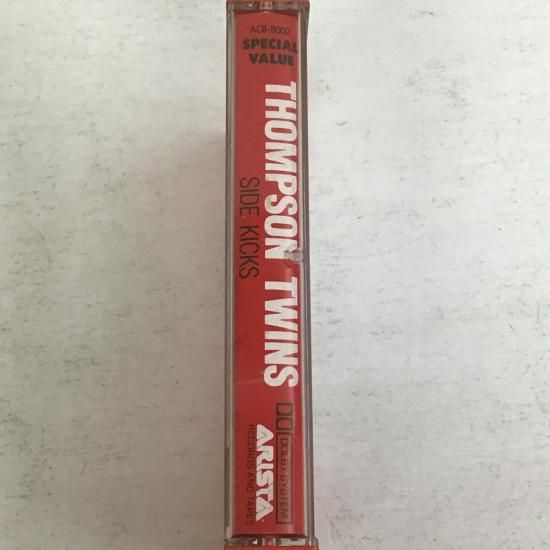 ACB-8002
SPECIAL
VALUE
THOMPSON TWINS
SIDE KICKS
DOLBY SYSTEM
ARISTA
RECORDS AND TAPES